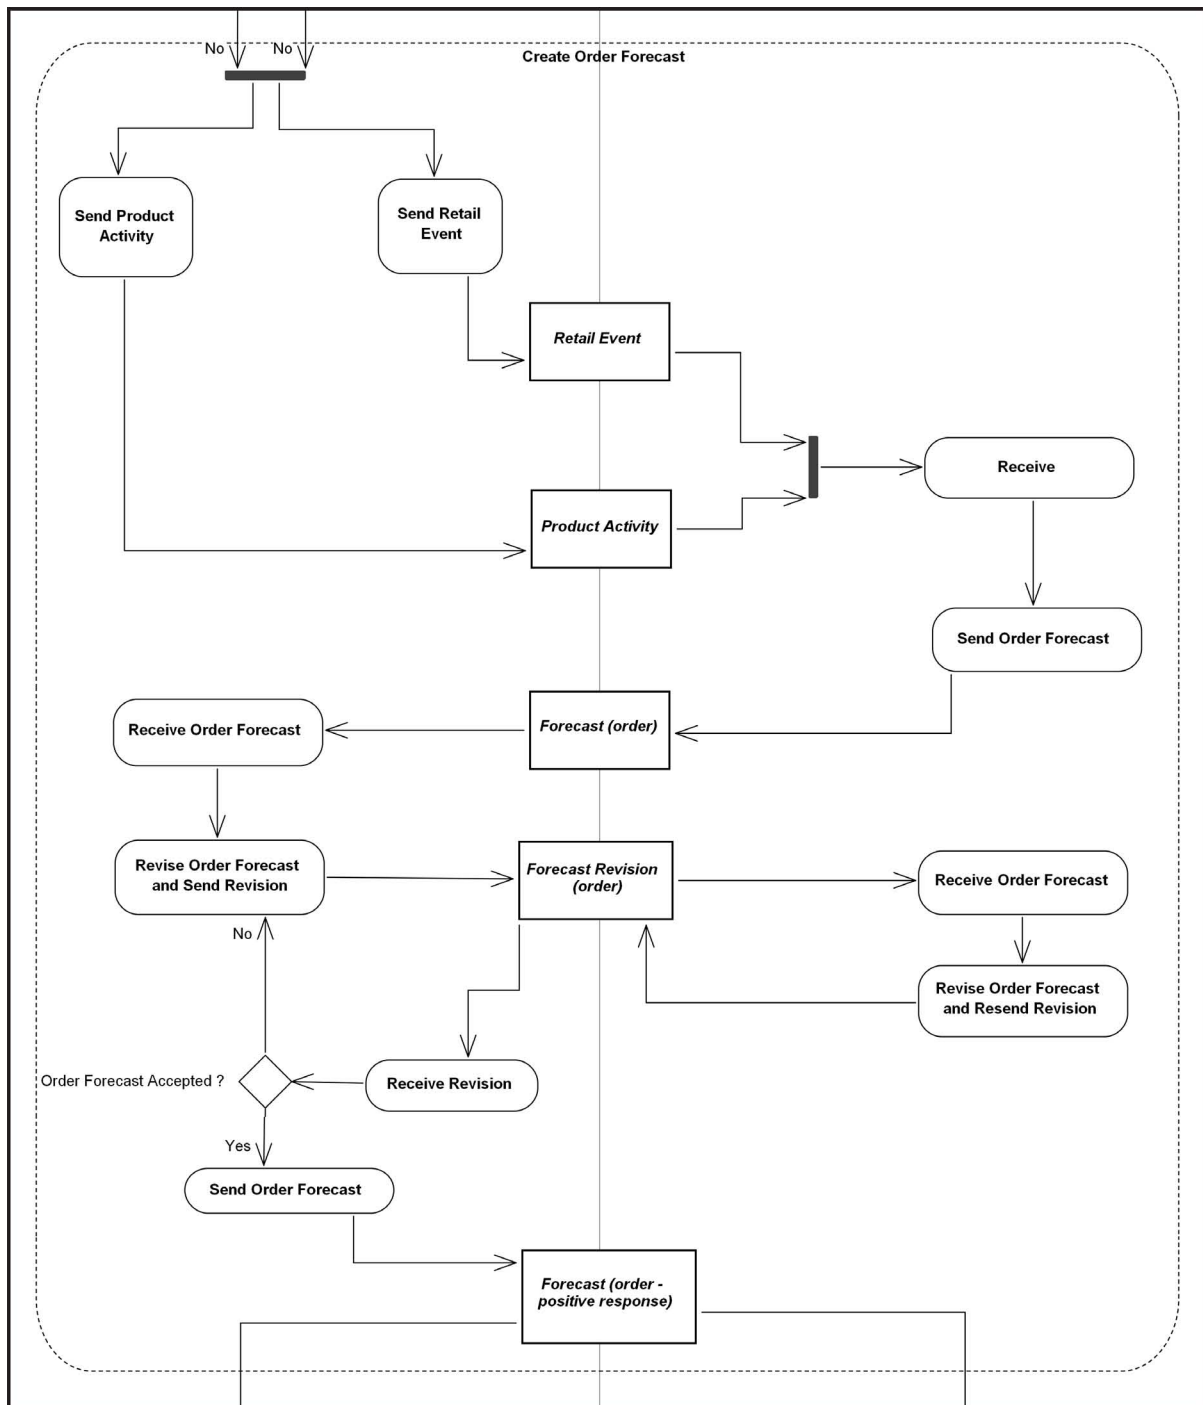 No
No
Create Order Forecast
Send Product
Activity
Send Retail
Event
Retail Event
Receive
Product Activity
Send Order Forecast
Forecast (order)
Receive Order Forecast
Revise Order Forecast
and Send Revision
Forecast Revision
(order)
Receive Order Forecast
No
Revise Order Forecast
and Resend Revision
Order Forecast Accepted ?
Receive Revision
Yes
Send Order Forecast
Forecast (order -
positive response)